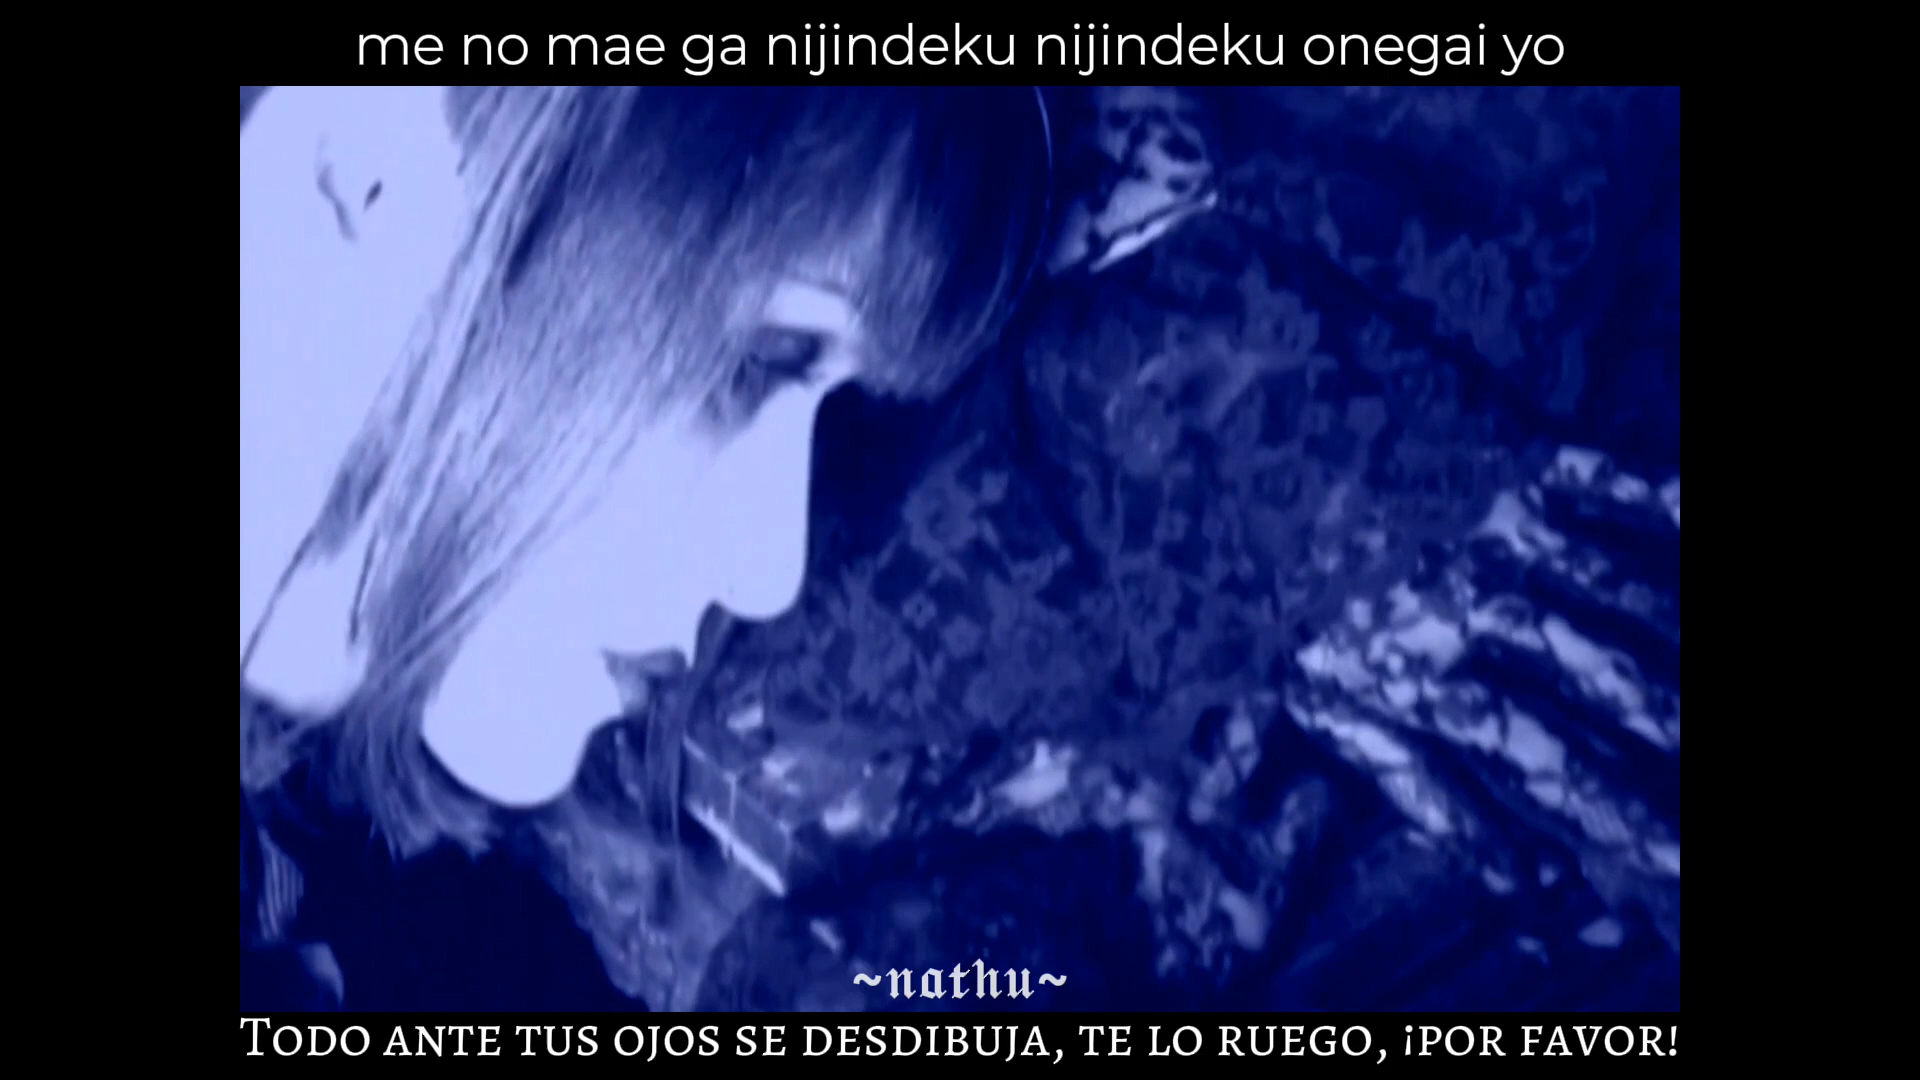 me no mae ga nijindeku nijindeku onegai yo
~nathu~
Todo ante tus ojos se desdibuja, te lo ruego, ¡por favor!